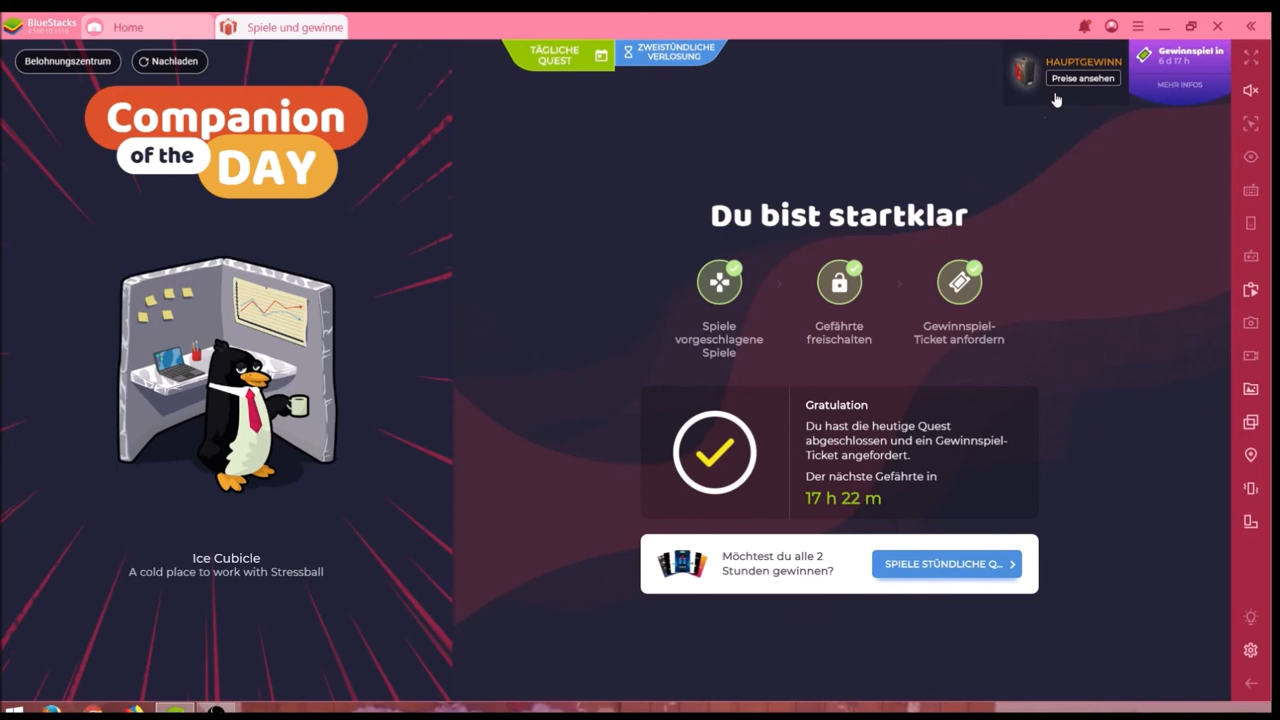 BlueStacks
Home
Spiele und gewinne
Belohnungszentrum
Nachladen
TÄGLICHE
QUEST
ZWEISTÜNDLICHE
VERLOSUNG
HAUPTGEWINN
Preise ansehen
Gewinnspiel in
6 d 17 h
MEHR INFOS
Companion
of the
DAY
Du bist startklar
Spiele
vorgeschlagene
Spiele
Gefährte
freischalten
Gewinnspiel-
Ticket anfordern
Gratulation
Du hast die heutige Quest
abgeschlossen und ein Gewinnspiel-
Ticket angefordert.
Der nächste Gefährte in
17 h 22 m
Möchtest du alle 2
Stunden gewinnen?
SPIELE STÜNDLICHE Q...
Ice Cubicle
A cold place to work with Stressball